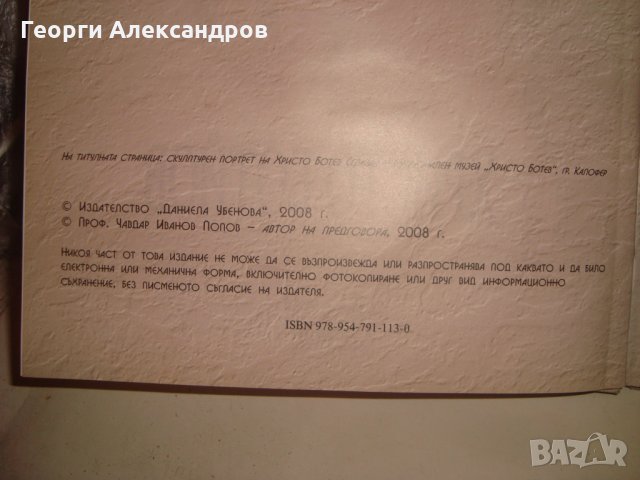 Георги Александров
На титулната страница: скулптурен портрет на Христо Ботев музей „Христо Ботев", гр. Калофер
© Издателство „Даниела Убенова", 2008 г.
© Проф. Чавдар Иванов Попов – автор на предговора, 2008 г.
Никоя част от това издание не може да се възпроизвежда или разпространява под каквато и да било
електронна или механична форма, включително фотокопиране или друг вид информационно
съхранение, без писменото съгласие на издателя.
ISBN 978-954-791-113-0
BAZAR